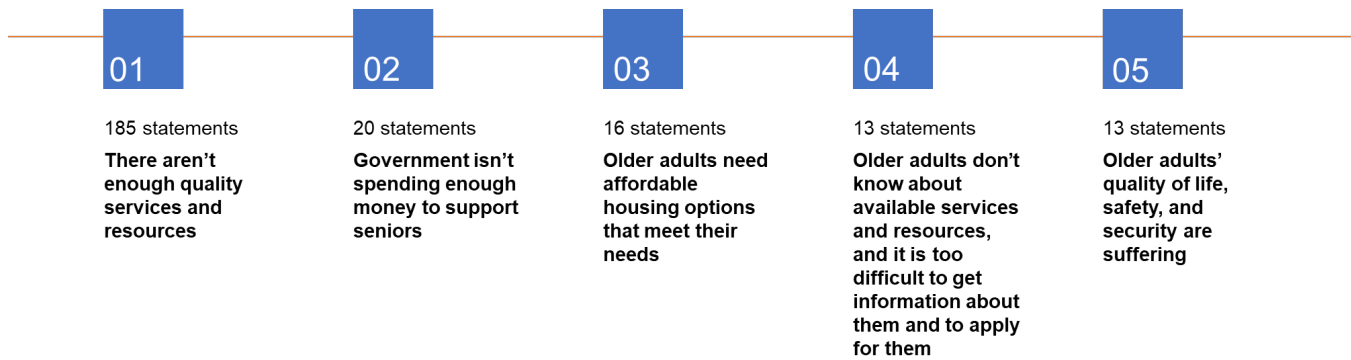 01
185 statements
There aren't
enough quality
services and
resources
02
20 statements
Government isn't
spending enough
money to support
seniors
03
16 statements
Older adults need
affordable
housing options
that meet their
needs
04
13 statements
Older adults don't
know about
available services
and resources,
and it is too
difficult to get
information about
them and to apply
for them
05
13 statements
Older adults'
quality of life,
safety, and
security are
suffering